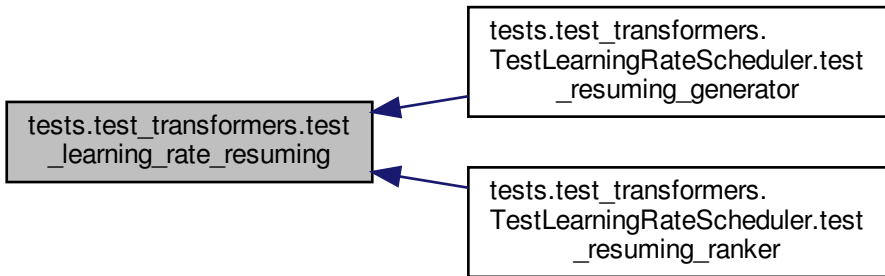 tests.test_transformers.test
_learning_rate_resuming
tests.test_transformers.
TestLearningRateScheduler.test
_resuming_generator
tests.test_transformers.
TestLearningRateScheduler.test
_resuming_ranker